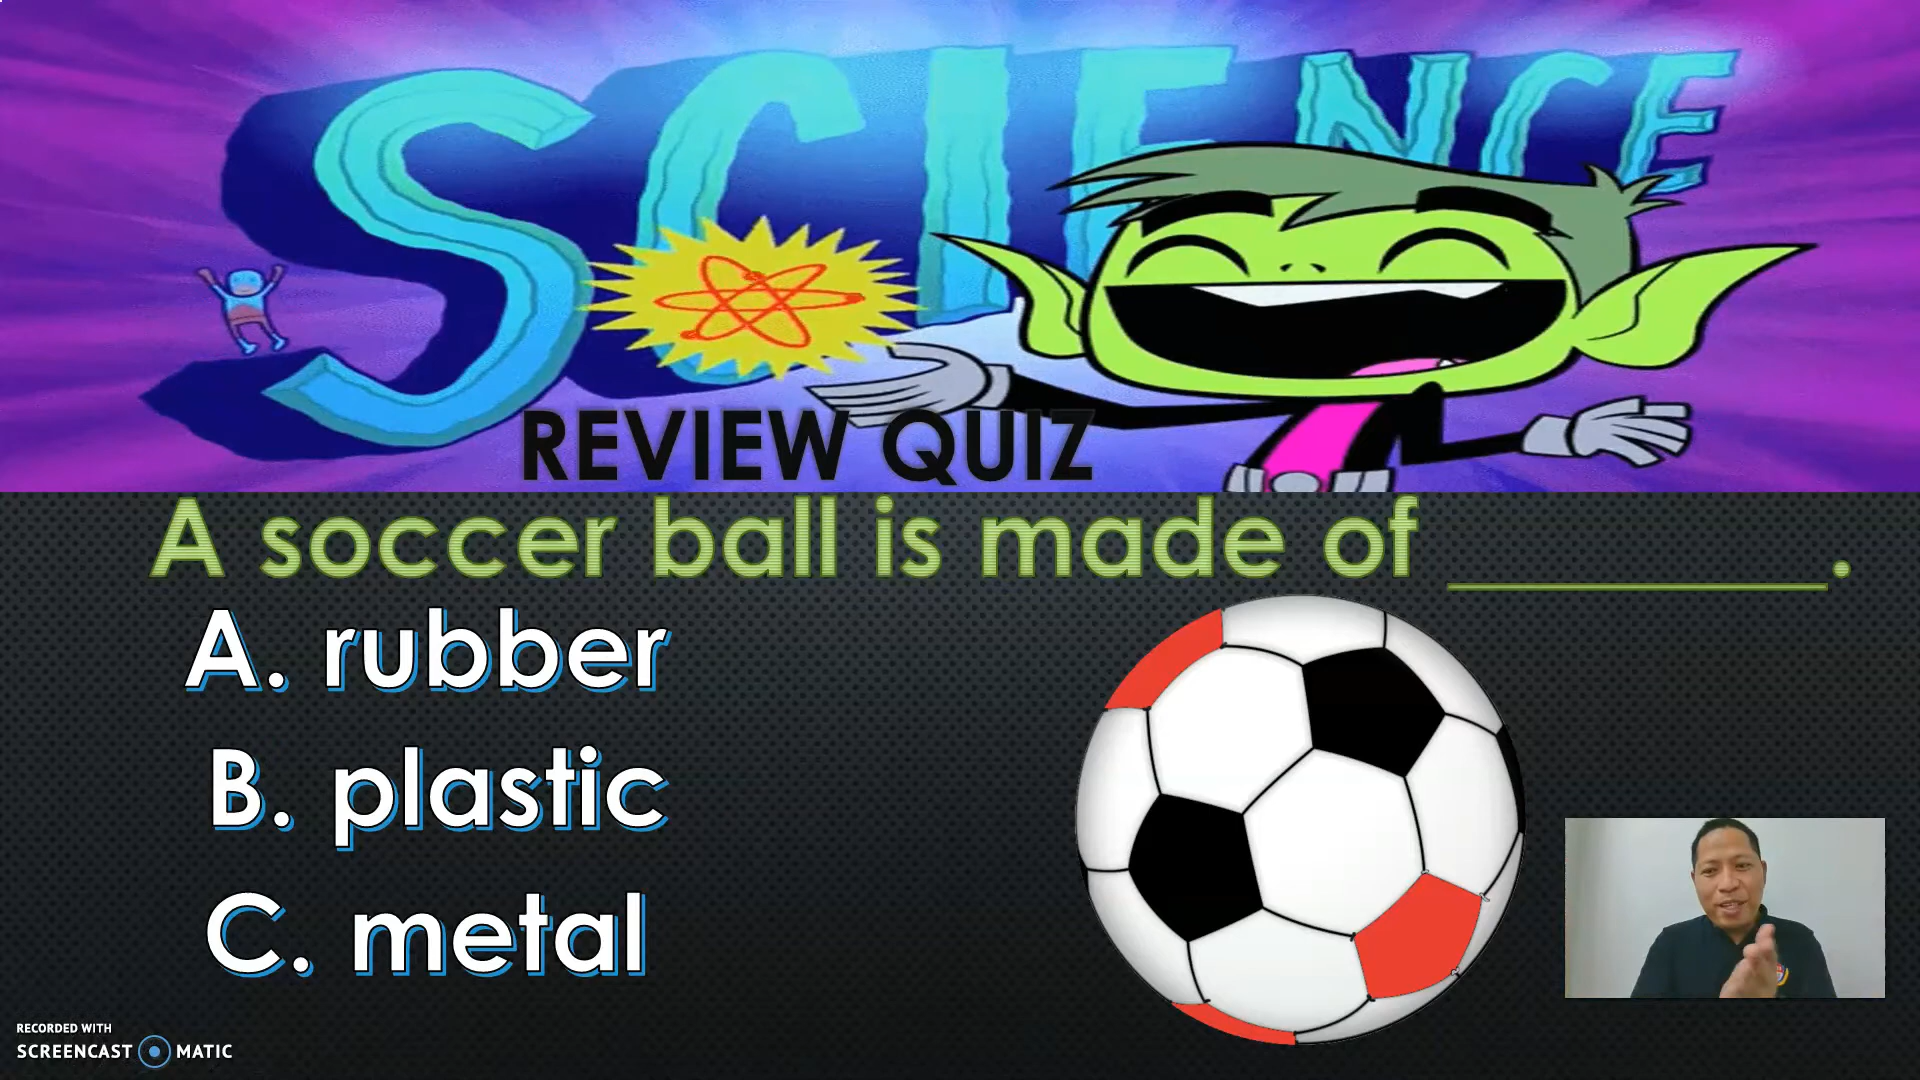 SCIENCE
REVIEW QUIZ
A soccer ball is made of ________.
A. rubber
B. plastic
C. metal
RECORDED WITH
SCREENCAST MATIC